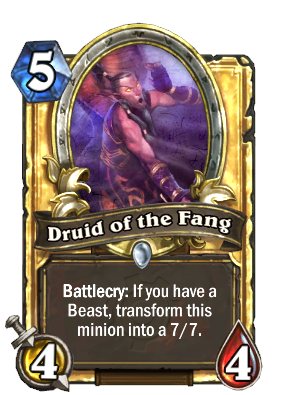 5
Druid of the Fang
Battlecry: If you have a
Beast, transform this
minion into a 7/7.
4
4